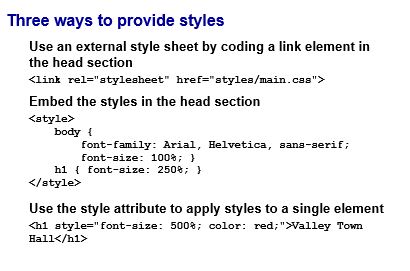 Three ways to provide styles
Use an external style sheet by coding a link element in
the head section
<link rel="stylesheet" href="styles/main.css">
Embed the styles in the head section
<style>
    body {
        font-family: Arial, Helvetica, sans-serif;
        font-size: 100%; }
    h1 { font-size: 250%; }
</style>
Use the style attribute to apply styles to a single element
<h1 style="font-size: 500%; color: red;">Valley Town
Hall</h1>